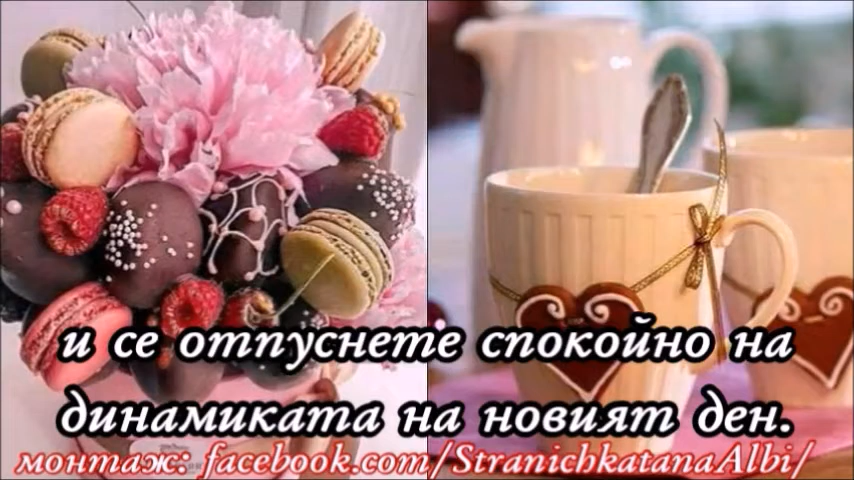 и се отпуснете спокойно на
динамиката на новият ден.
монтаж: facebook.com/StranichkatanaAlbi/